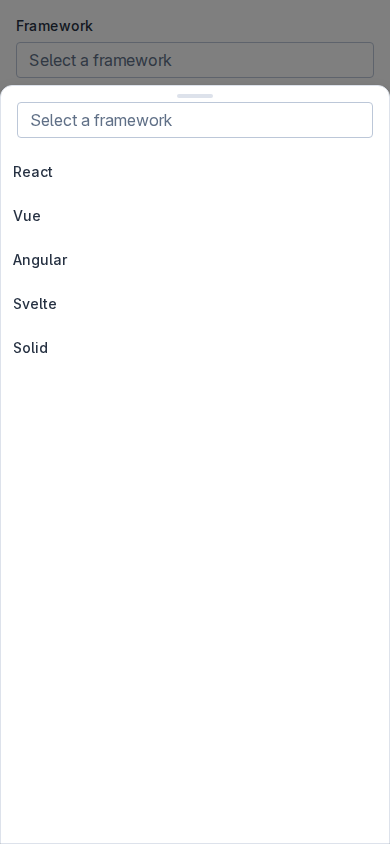 Framework
Select a framework
Select a framework
React
Vue
Angular
Svelte
Solid